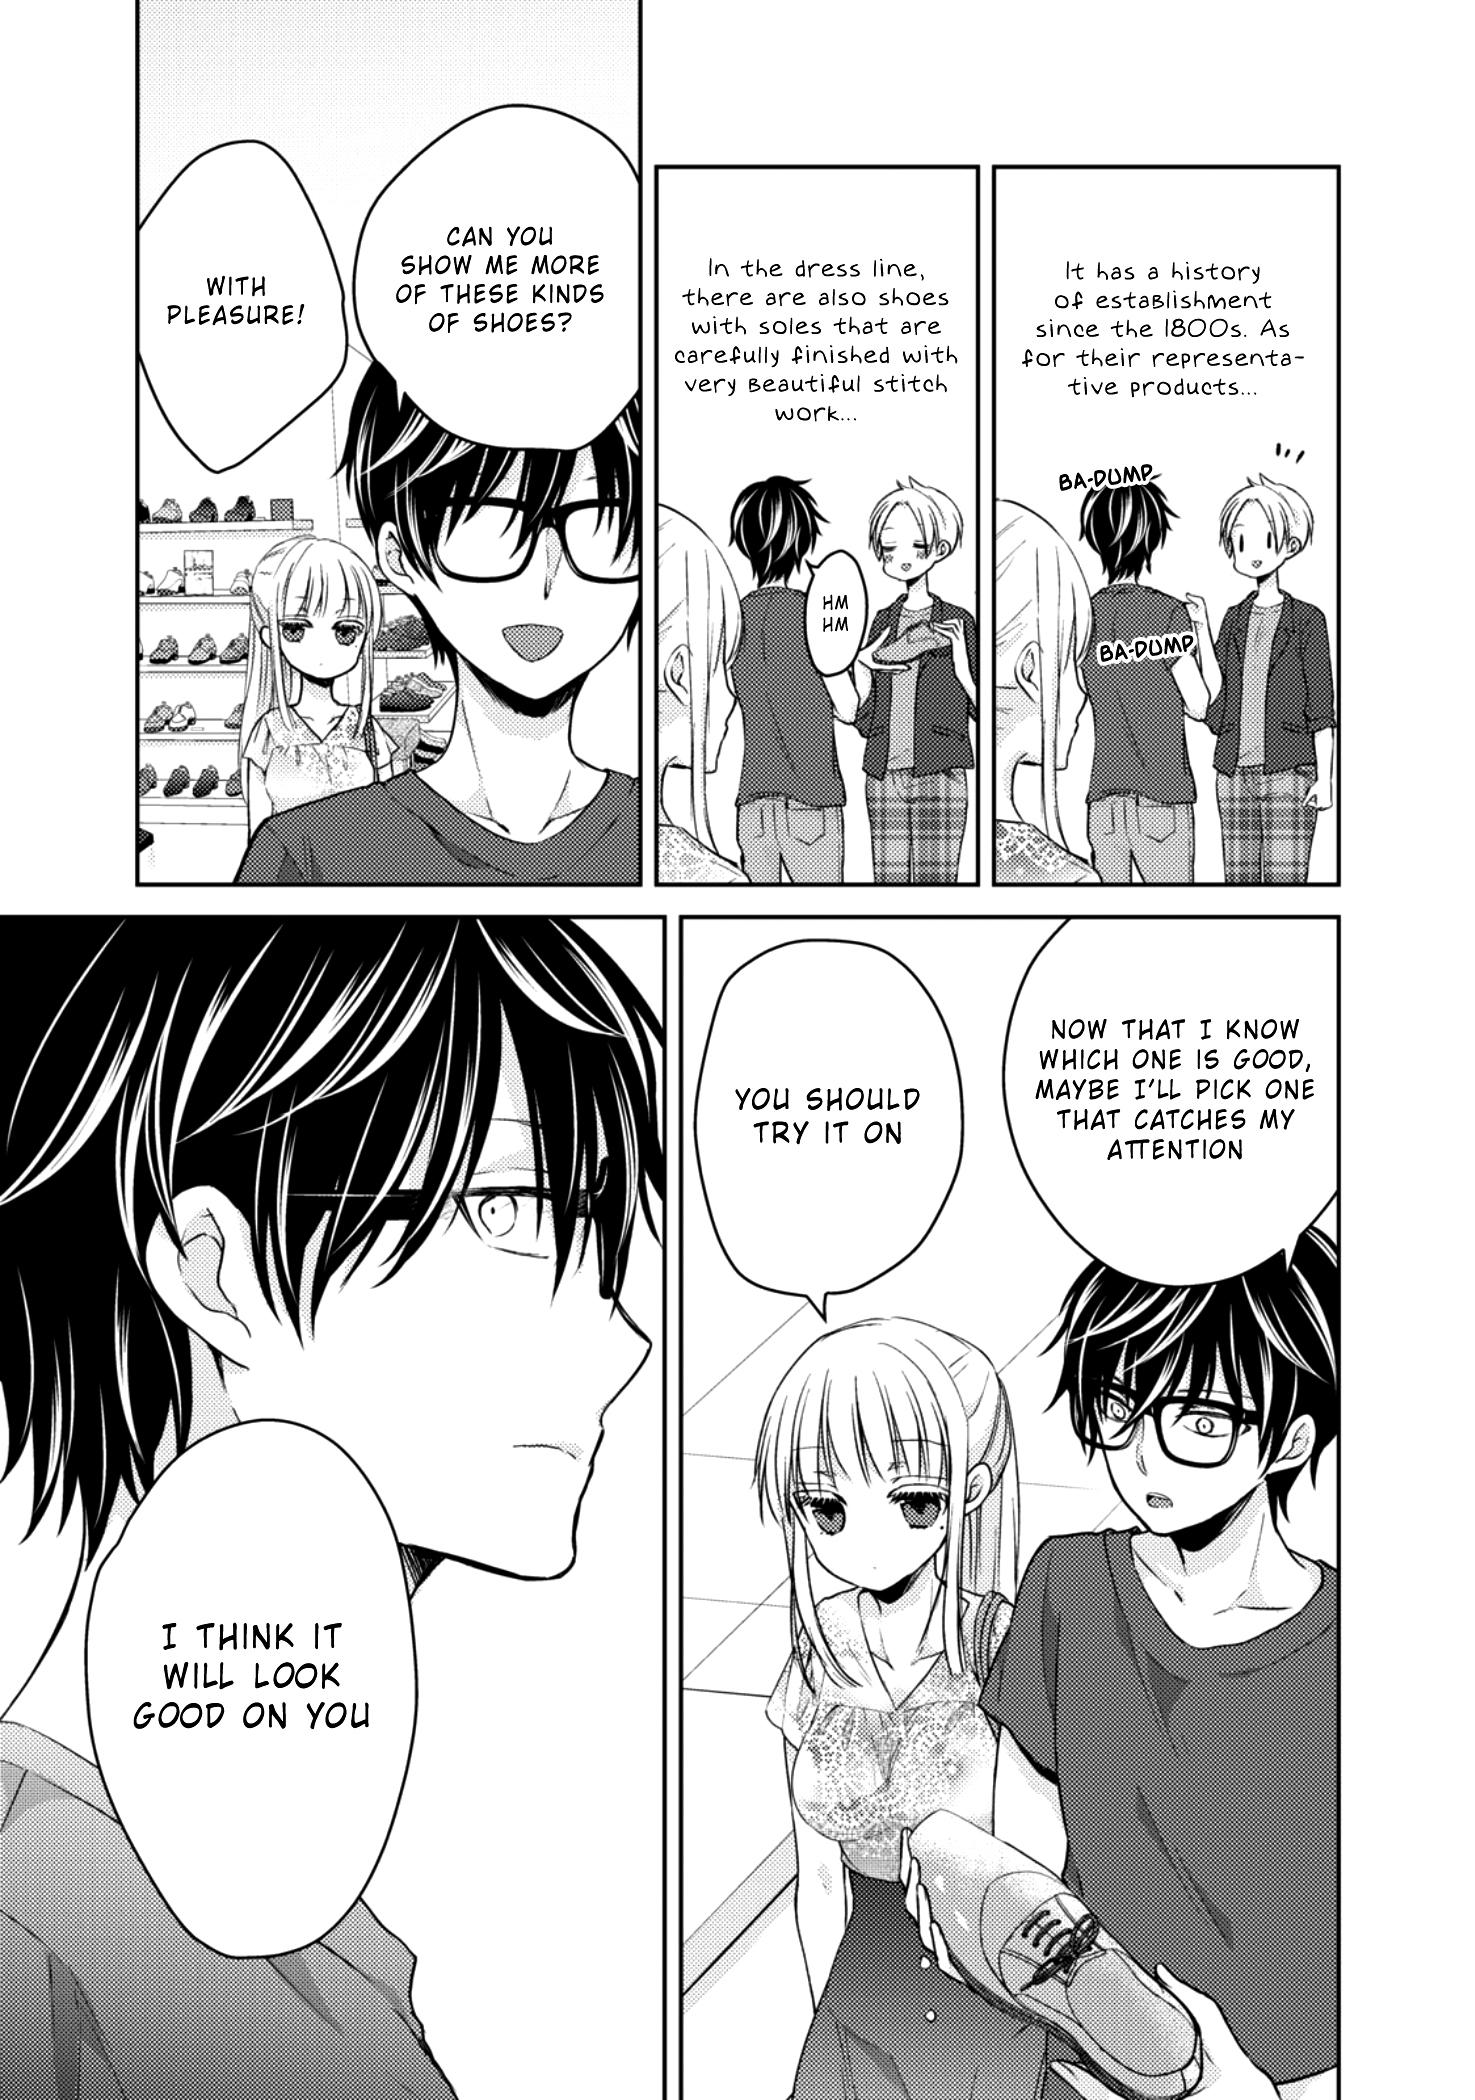 It has a history
of establishment
since the 1800s. As
for their representa-
tive products...
BA-DUMP
BA-DUMP
In the dress line,
there are also shoes
with soles that are
carefully finished with
very beautiful stitch
work...
HM
HM
CAN YOU
SHOW ME MORE
OF THESE KINDS
OF SHOES?
WITH
PLEASURE!
NOW THAT I KNOW
WHICH ONE IS GOOD,
MAYBE I'LL PICK ONE
THAT CATCHES MY
ATTENTION
YOU SHOULD
TRY IT ON
I THINK IT
WILL LOOK
GOOD ON YOU